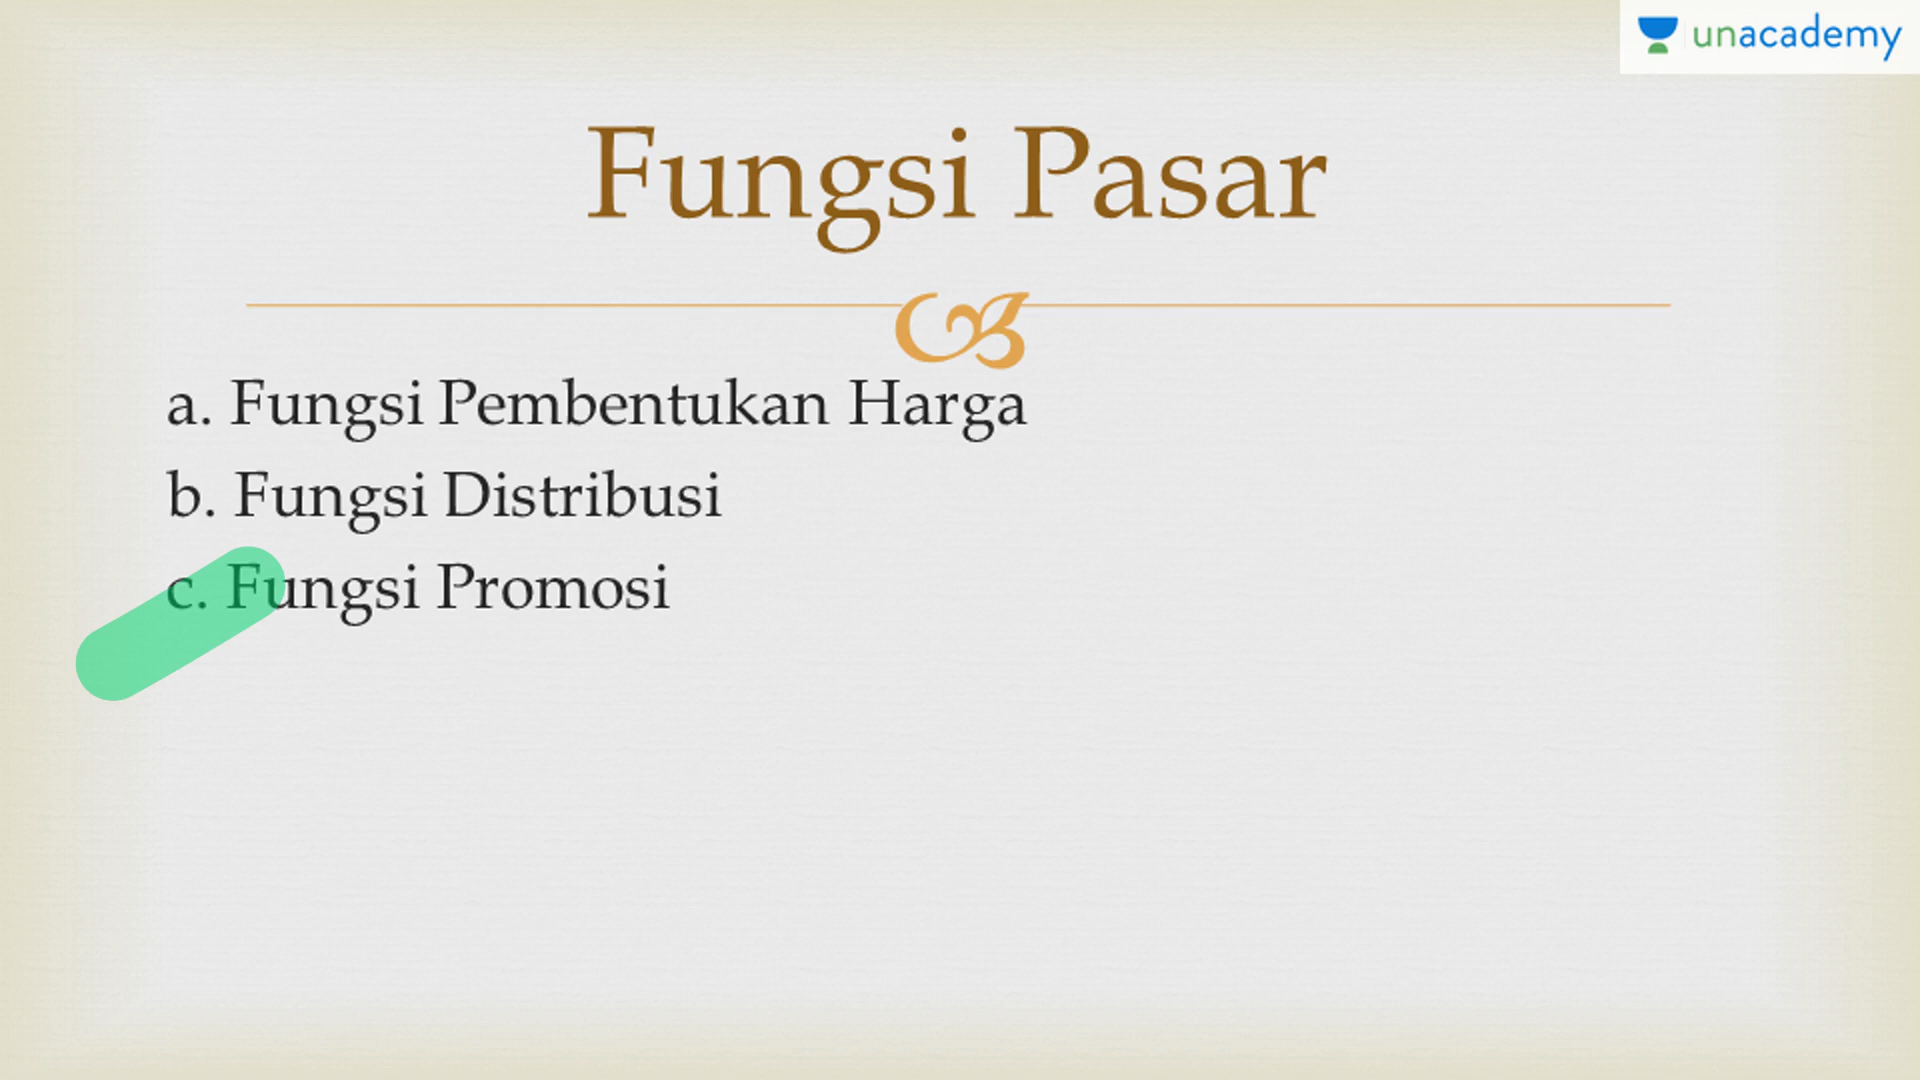 unacademy
Fungsi Pasar
a. Fungsi Pembentukan Harga
b. Fungsi Distribusi
c. Fungsi Promosi